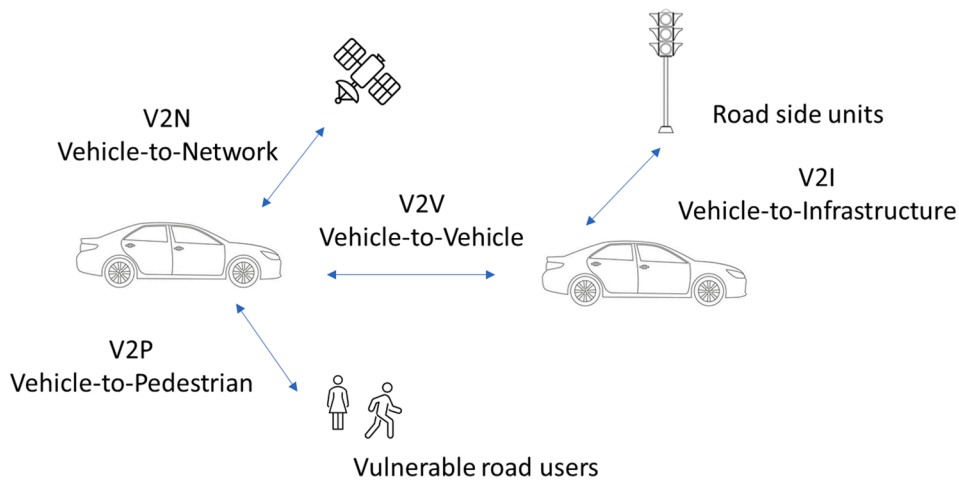 V2N
Vehicle-to-Network
Road side units
V2I
Vehicle-to-Infrastructure
V2V
Vehicle-to-Vehicle
V2P
Vehicle-to-Pedestrian
Vulnerable road users